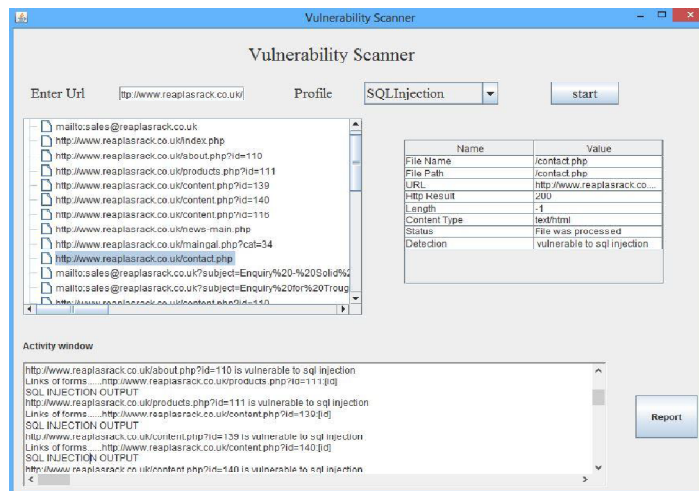 Vulnerability Scanner
Vulnerability Scanner
Enter Url
ttp://www.reaplasrack.co.uk/
Profile
SQLInjection
start
mailto:sales@reaplasrack.co.uk
http://www.reaplasrack.co.uk/index.php
http://www.reaplasrack.co.uk/about.php?id=110
http://www.reaplasrack.co.uk/products.php?id=111
http://www.reaplasrack.co.uk/content.php?id=139
http://www.reaplasrack.co.uk/content.php?id=140
http://www.reaplasrack.co.uk/content.php?id=116
http://www.reaplasrack.co.uk/news-main.php
http://www.reaplasrack.co.uk/maingal.php?cat=34
http://www.reaplasrack.co.uk/contact.php
mailto:sales@reaplasrack.co.uk?subject=Enquiry%20-%20Solid%2
mailto:sales@reaplasrack.co.uk?subject=Enquiry%20for%20Troug
http://www.reaplasrack.co.uk/content.php?id=110
Name Value
File Name /contact.php
File Path /contact.php
URL http://www.reaplasrack.co....
Http Result 200
Length -1
Content Type text/html
Status File was processed
Detection vulnerable to sql injection
Activity window
http://www.reaplasrack.co.uk/about.php?id=110 is vulnerable to sql injection
Links of forms.....http://www.reaplasrack.co.uk/products.php?id=111:[id]
SQL INJECTION OUTPUT
http://www.reaplasrack.co.uk/products.php?id=111 is vulnerable to sql injection
Links of forms.....http://www.reaplasrack.co.uk/content.php?id=139:[id]
SQL INJECTION OUTPUT
http://www.reaplasrack.co.uk/content.php?id=139 is vulnerable to sql injection
Links of forms.....http://www.reaplasrack.co.uk/content.php?id=140:[id]
SQL INJECTION OUTPUT
http://www.reaplasrack.co.uk/content.php?id=140 is vulnerable to sql injection
Report